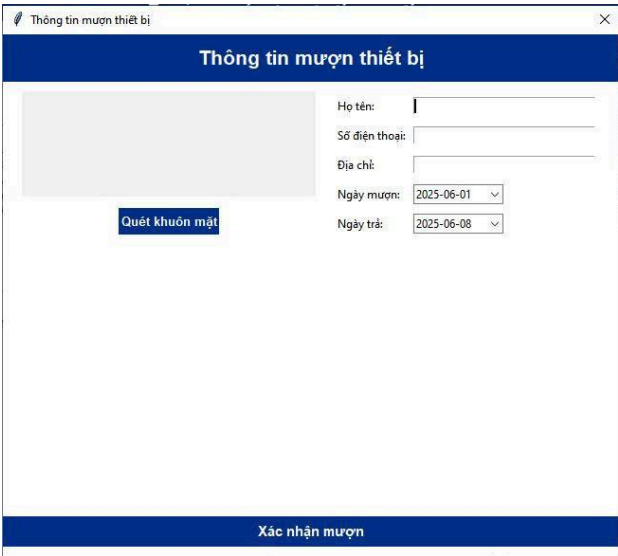 Thông tin mượn thiết bị
Thông tin mượn thiết bị
Họ tên:
Số điện thoại:
Địa chỉ:
Ngày mượn: 2025-06-01
Ngày trả: 2025-06-08
Quét khuôn mặt
Xác nhận mượn